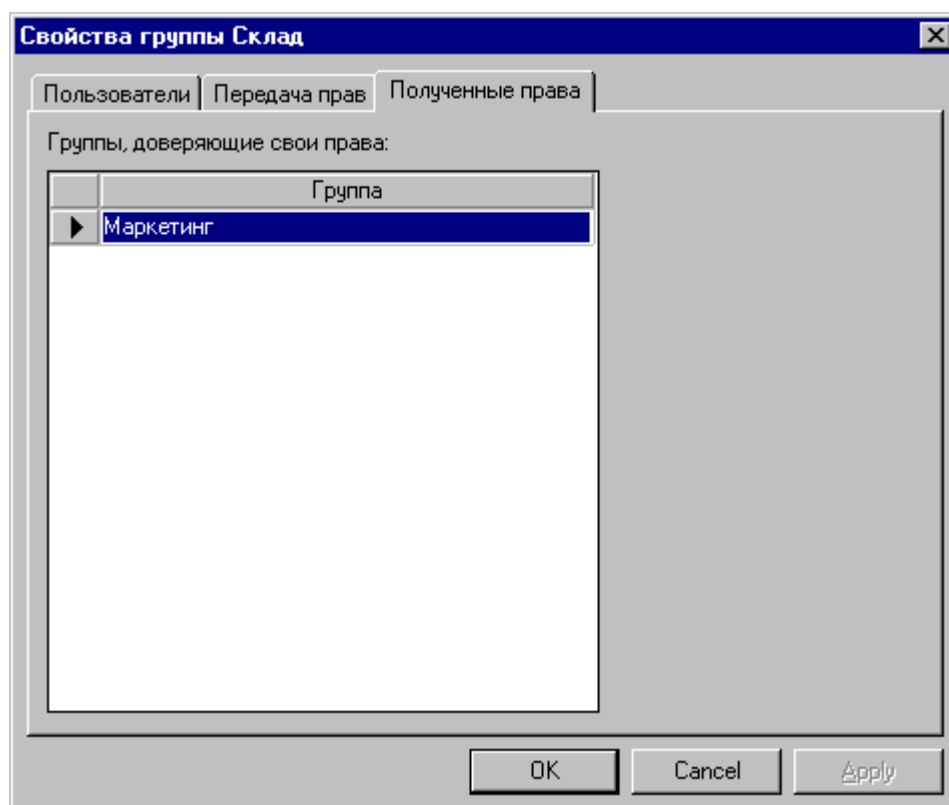 Свойства группы Склад
Пользователи Передача прав Полученные права
Группы, доверяющие свои права:
Группа
Маркетинг
OK Cancel Apply